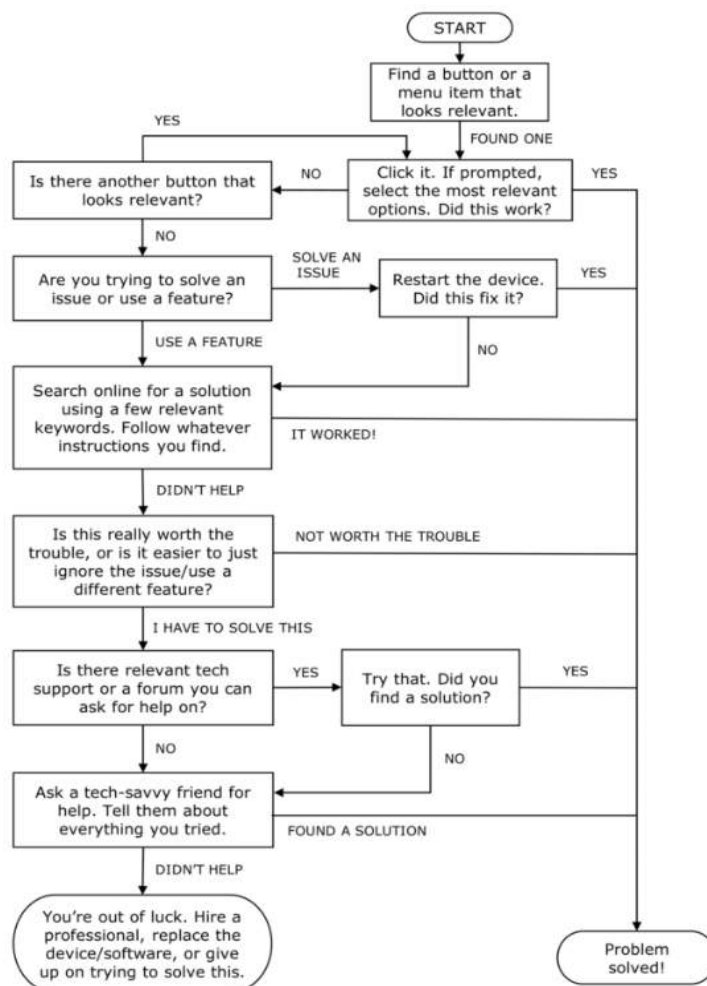 START
Find a button or a
menu item that
looks relevant.
YES
FOUND ONE
Is there another button that
looks relevant?
NO
Click it. If prompted,
select the most relevant
options. Did this work?
YES
NO
Are you trying to solve an
issue or use a feature?
SOLVE AN
ISSUE
Restart the device.
Did this fix it?
YES
USE A FEATURE
NO
Search online for a solution
using a few relevant
keywords. Follow whatever
instructions you find.
IT WORKED!
DIDN'T HELP
Is this really worth the
trouble, or is it easier to just
ignore the issue/use a
different feature?
NOT WORTH THE TROUBLE
I HAVE TO SOLVE THIS
Is there relevant tech
support or a forum you can
ask for help on?
YES
Try that. Did you
find a solution?
YES
NO
NO
Ask a tech-savvy friend for
help. Tell them about
everything you tried.
FOUND A SOLUTION
DIDN'T HELP
You're out of luck. Hire a
professional, replace the
device/software, or give
up on trying to solve this.
Problem
solved!